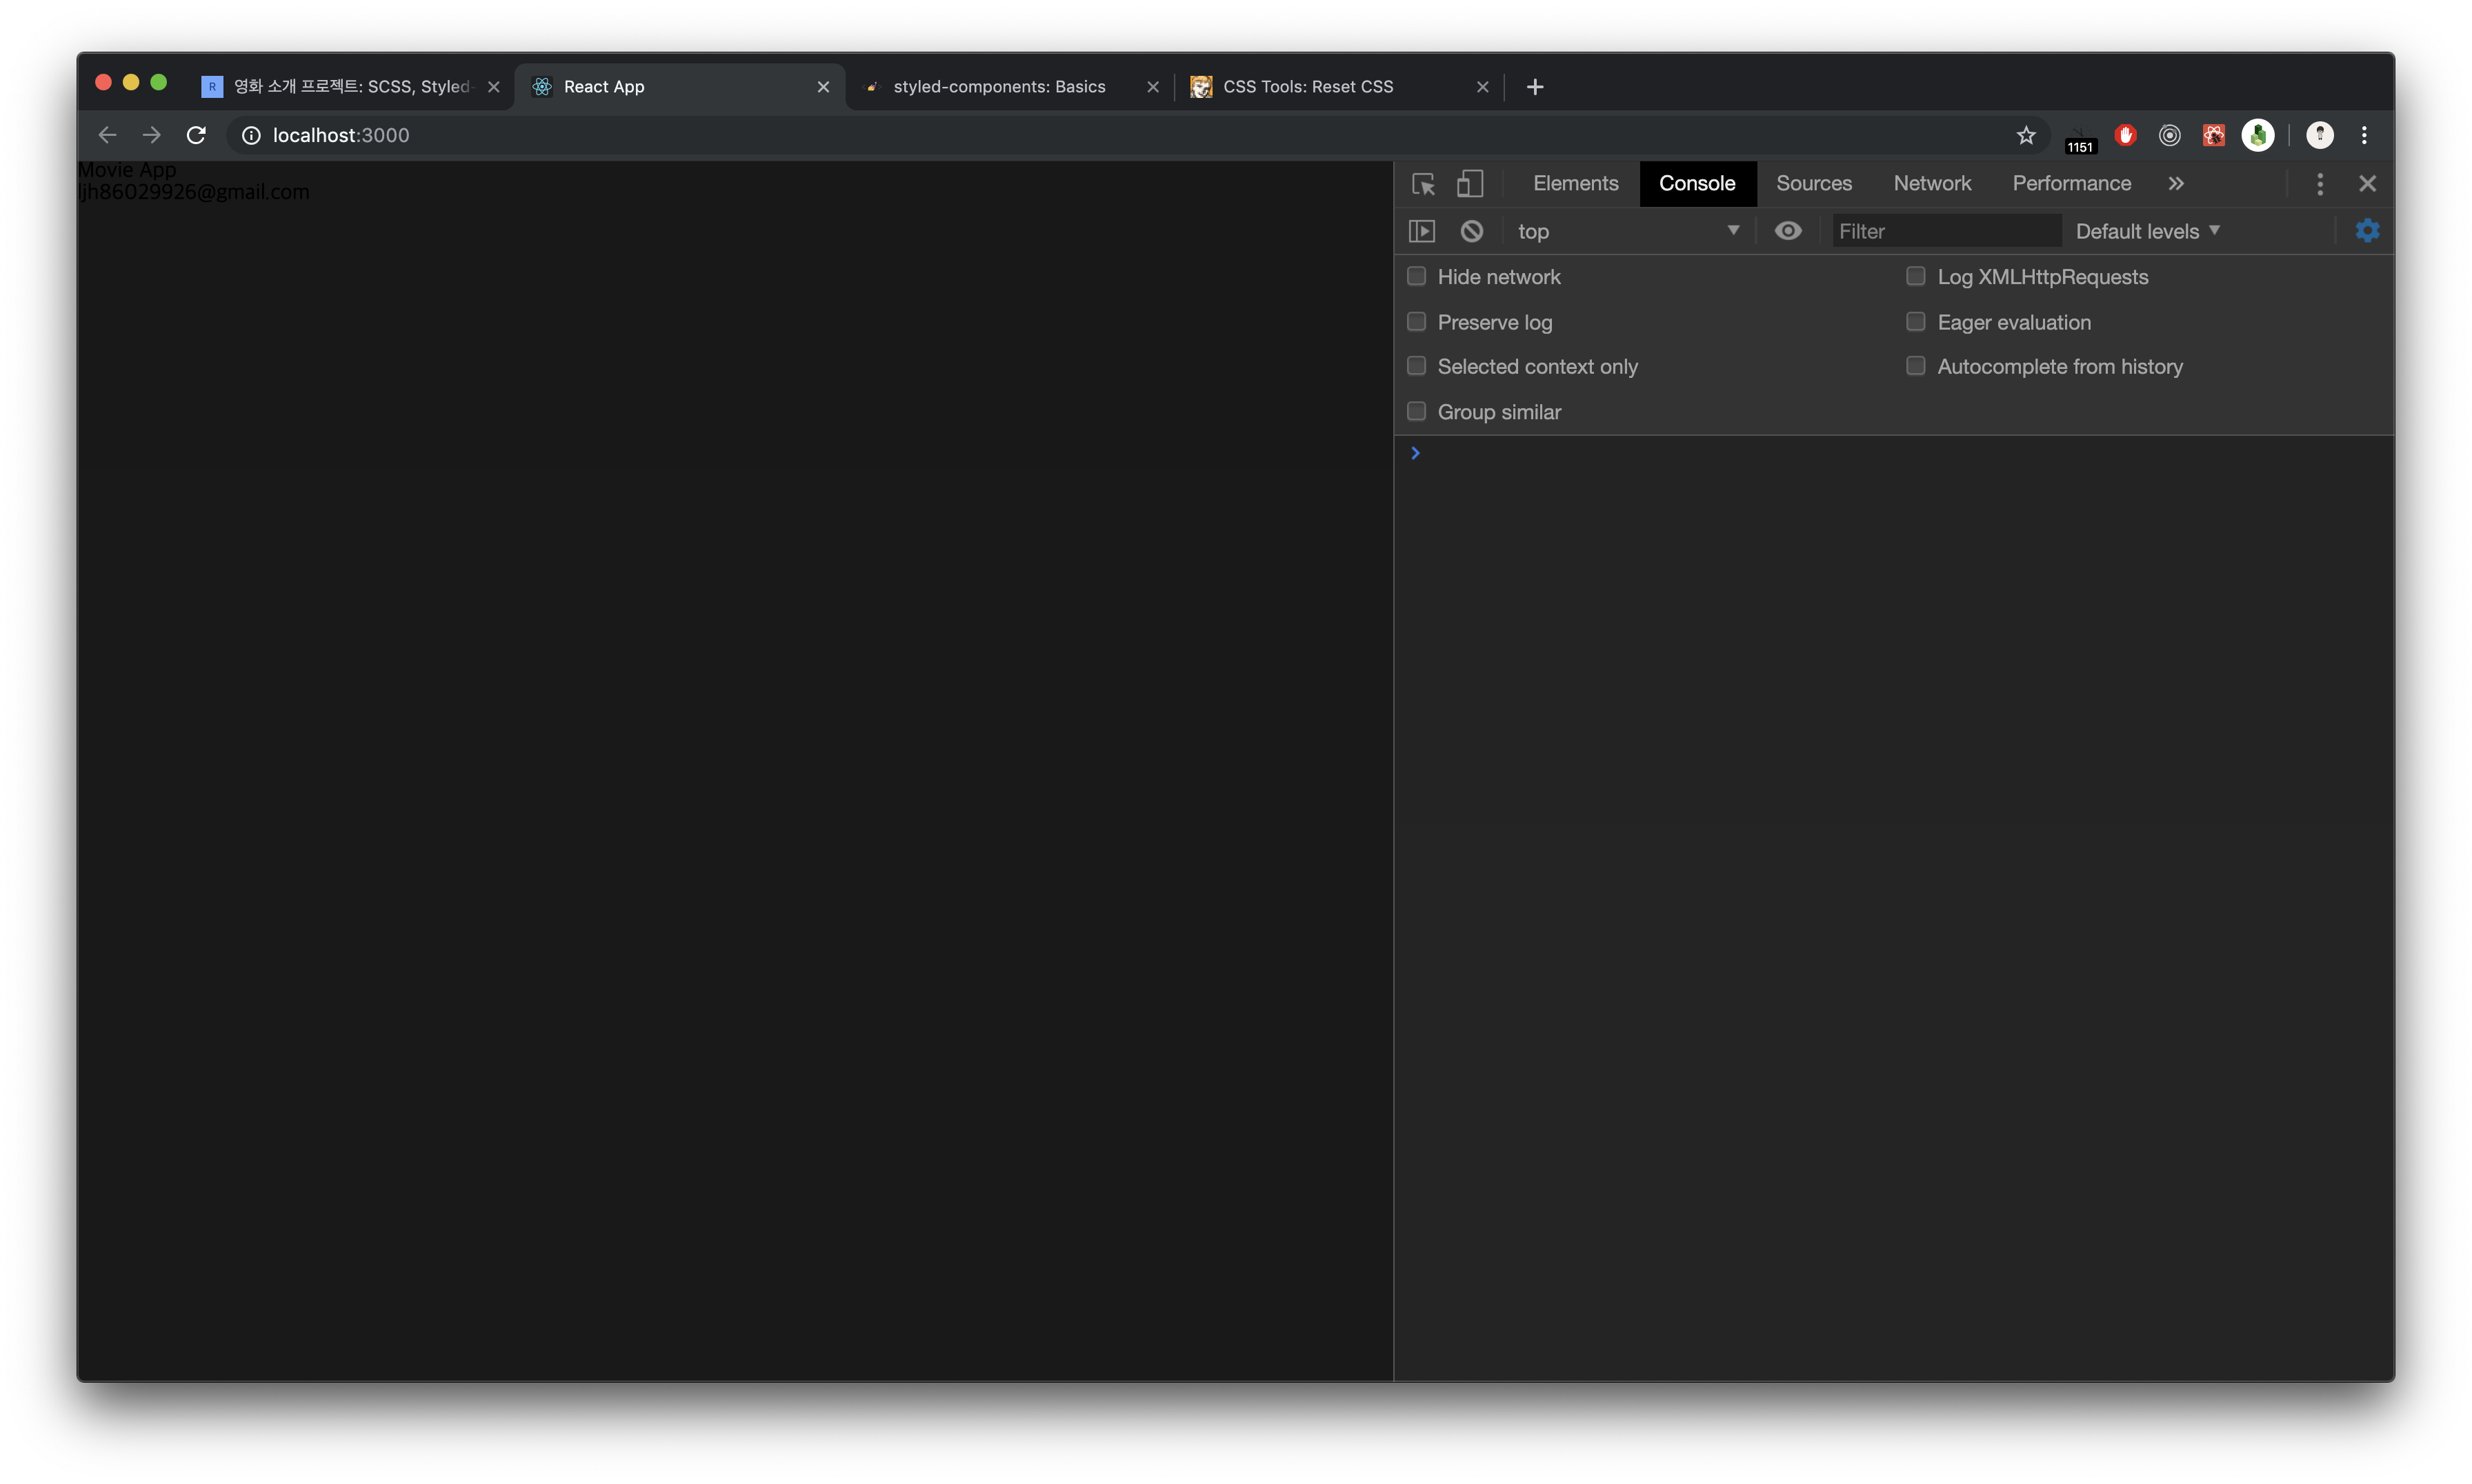 R 영화 소개 프로젝트: SCSS, Styled-
React App
styled-components: Basics
CSS Tools: Reset CSS
localhost:3000
1151
Movie App
ljh86029926@gmail.com
Elements Console Sources Network Performance
top Filter Default levels
Hide network Log XMLHttpRequests
Preserve log Eager evaluation
Selected context only Autocomplete from history
Group similar